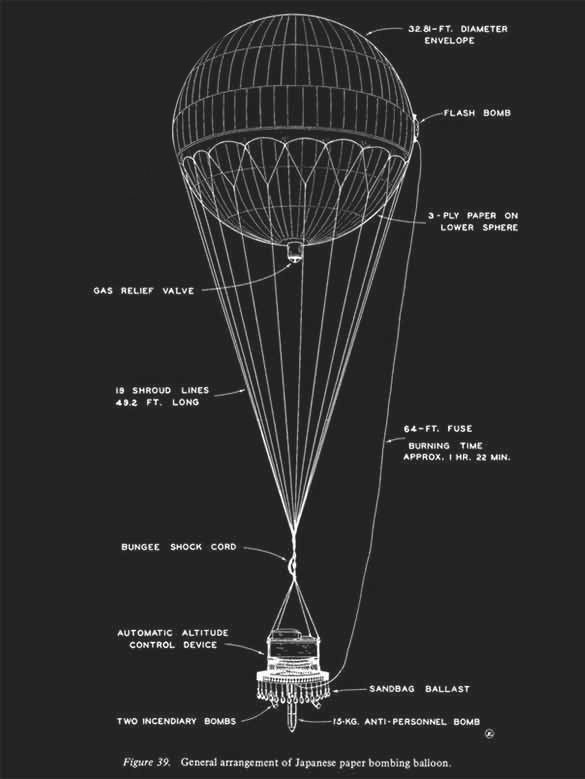 32.81-FT. DIAMETER
ENVELOPE
FLASH BOMB
3-PLY PAPER ON
LOWER SPHERE
GAS RELIEF VALVE
19 SHROUD LINES
49.2 FT. LONG
64-FT. FUSE
BURNING TIME
APPROX. 1 HR. 22 MIN.
BUNGEE SHOCK CORD
AUTOMATIC ALTITUDE
CONTROL DEVICE
SANDBAG BALLAST
TWO INCENDIARY BOMBS
15-KG. ANTI-PERSONNEL BOMB
Figure 39. General arrangement of Japanese paper bombing balloon.